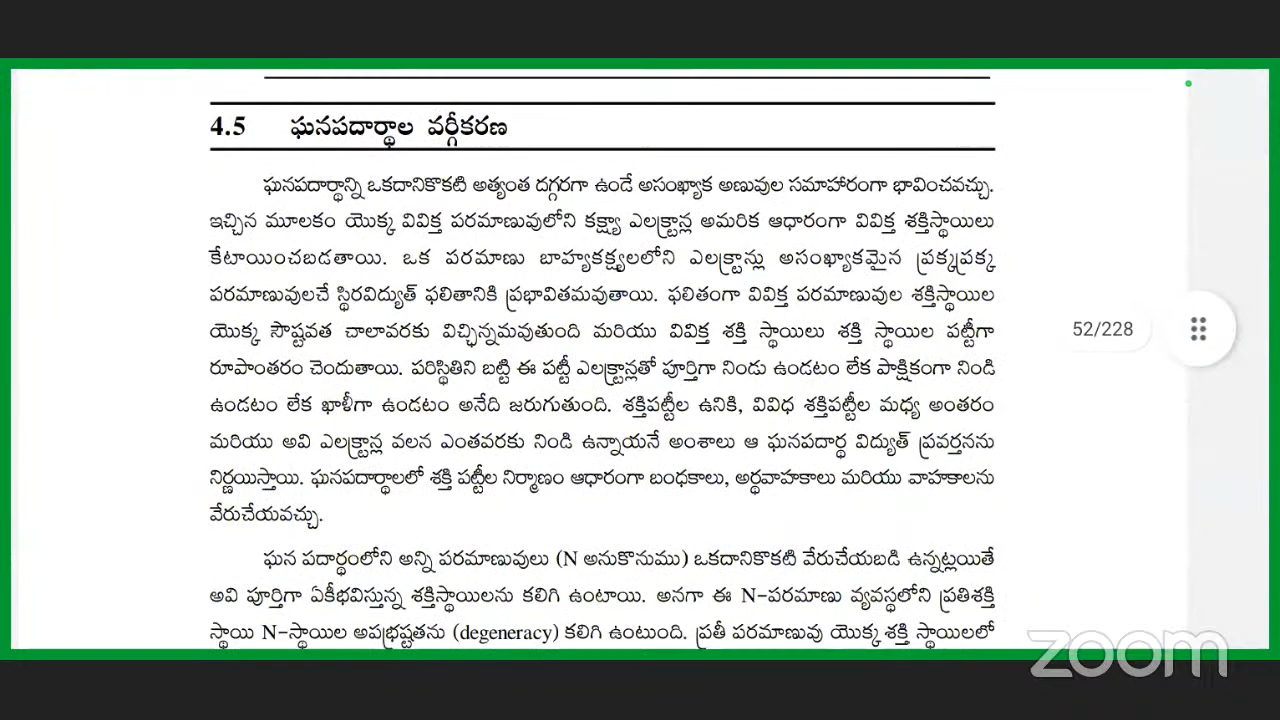 4.5 ఘనపదార్థాల వర్గీకరణ
ఘనపదార్థాన్ని ఒకదానికొకటి అత్యంత దగ్గరగా ఉండే అసంఖ్యాక అణువుల సమాహారంగా భావించవచ్చు.
ఇచ్చిన మూలకం యొక్క వివిక్త పరమాణువులోని కక్ష్యా ఎలక్ట్రాన్ల అమరిక ఆధారంగా వివిక్త శక్తిస్థాయిలు
కేటాయించబడతాయి. ఒక పరమాణు బాహ్యకక్ష్యలలోని ఎలక్ట్రాన్లు అసంఖ్యాకమైన ప్రక్కప్రక్క
పరమాణువులచే స్థిరవిద్యుత్ ఫలితానికి ప్రభావితమవుతాయి. ఫలితంగా వివిక్త పరమాణువుల శక్తిస్థాయిల
యొక్క సౌష్టవత చాలావరకు విచ్ఛిన్నమవుతుంది మరియు వివిక్త శక్తి స్థాయిలు శక్తి స్థాయిల పట్టీగా
రూపాంతరం చెందుతాయి. పరిస్థితిని బట్టి ఈ పట్టీ ఎలక్ట్రాన్లతో పూర్తిగా నిండు ఉండటం లేక పాక్షికంగా నిండి
ఉండటం లేక ఖాళీగా ఉండటం అనేది జరుగుతుంది. శక్తిపట్టీల ఉనికి, వివిధ శక్తిపట్టీల మధ్య అంతరం
మరియు అవి ఎలక్ట్రాన్ల వలన ఎంతవరకు నిండి ఉన్నాయనే అంశాలు ఆ ఘనపదార్థ విద్యుత్ ప్రవర్తనను
నిర్ణయిస్తాయి. ఘనపదార్థాలలో శక్తి పట్టీల నిర్మాణం ఆధారంగా బంధకాలు, అర్థవాహకాలు మరియు వాహకాలను
వేరుచేయవచ్చు.
52/228
ఘన పదార్థంలోని అన్ని పరమాణువులు (N అనుకొనుము) ఒకదానికొకటి వేరుచేయబడి ఉన్నట్లయితే
అవి పూర్తిగా ఏకీభవిస్తున్న శక్తిస్థాయిలను కలిగి ఉంటాయి. అనగా ఈ N-పరమాణు వ్యవస్థలోని ప్రతిశక్తి
స్థాయి N-స్థాయిల అపభ్రష్టతను (degeneracy) కలిగి ఉంటుంది. ప్రతీ పరమాణువు యొక్క శక్తి స్థాయిలలో
zoom